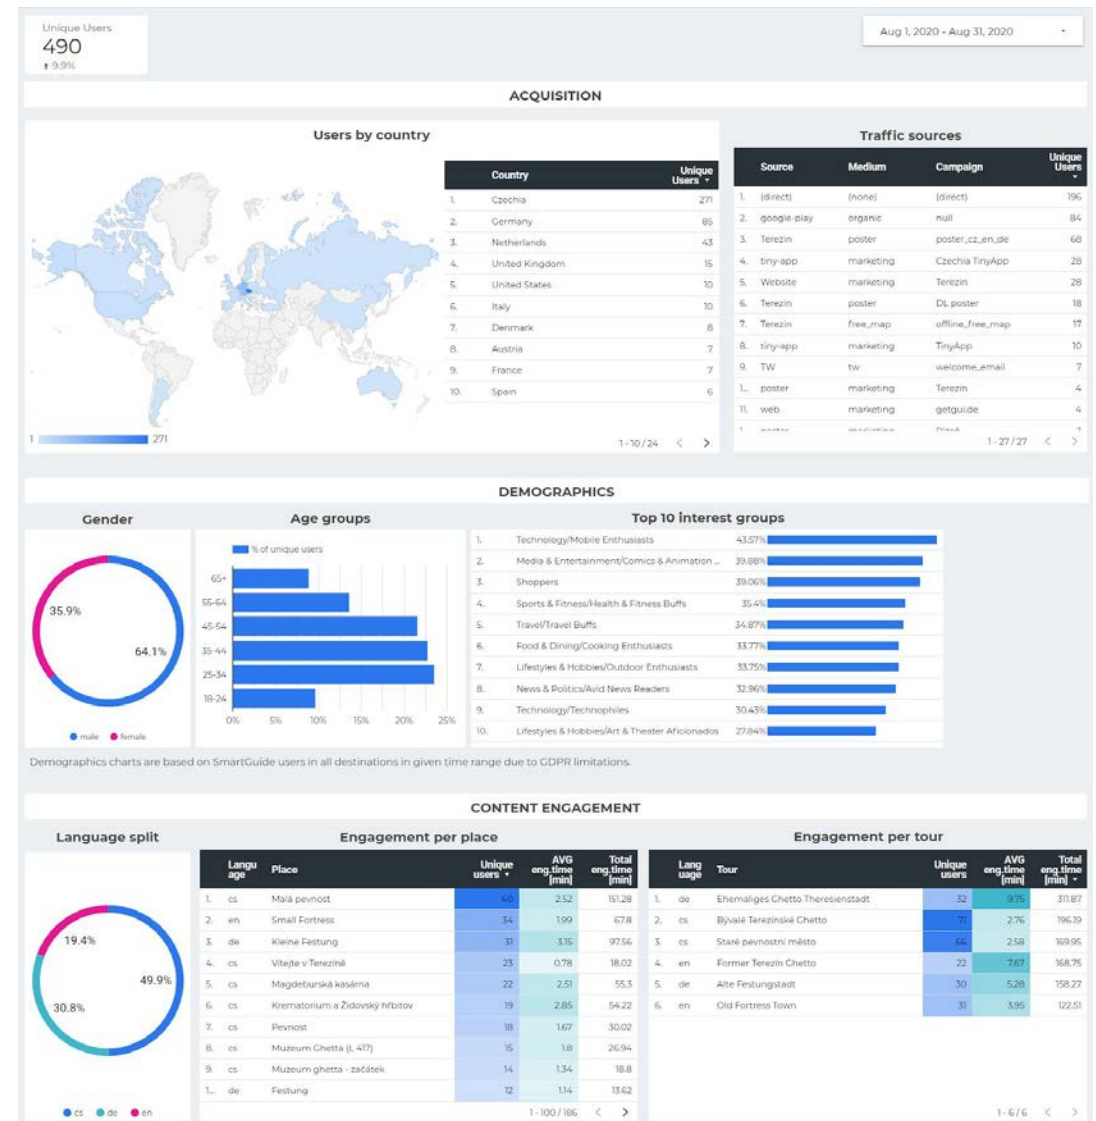 Unique Users
490
9.9%
Aug 1, 2020 - Aug 31, 2020
ACQUISITION
Users by country
Country Unique Users
1. Czechia 271
2. Germany 85
3. Netherlands 43
4. United Kingdom 15
5. United States 10
6. Italy 10
7. Denmark 8
8. Austria 7
9. France 7
10. Spain 6
1 271
1 - 10 / 24 < >
Traffic sources
Source Medium Campaign Unique Users
1. (direct) (none) (direct) 196
2. google-play organic null 84
3. Terezin poster poster_cz_en_de 68
4. tiny-app marketing Czechia TinyApp 28
5. Website marketing Terezin 28
6. Terezin poster DL poster 18
7. Terezin free_map offline_free_map 17
8. tiny-app marketing TinyApp 10
9. TW tw welcome_email 7
1... poster marketing Terezin 4
11. web marketing getguide 4
1 - 27 / 27 < >
DEMOGRAPHICS
Gender
35.9%
64.1%
male female
Age groups
% of unique users
65+
55-64
45-54
35-44
25-34
18-24
0% 5% 10% 15% 20% 25%
Top 10 interest groups
1. Technology/Mobile Enthusiasts 43.57%
2. Media & Entertainment/Comics & Animation ... 39.88%
3. Shoppers 39.06%
4. Sports & Fitness/Health & Fitness Buffs 35.4%
5. Travel/Travel Buffs 34.87%
6. Food & Dining/Cooking Enthusiasts 33.77%
7. Lifestyles & Hobbies/Outdoor Enthusiasts 33.75%
8. News & Politics/Avid News Readers 32.96%
9. Technology/Technophiles 30.43%
10. Lifestyles & Hobbies/Art & Theater Aficionados 27.84%
Demographics charts are based on SmartGuide users in all destinations in given time range due to GDPR limitations.
CONTENT ENGAGEMENT
Language split
19.4%
49.9%
30.8%
cs de en
Engagement per place
Langu age Place Unique users AVG eng.time [min] Total eng.time [min]
1. cs Malá pevnost 60 2.52 151.28
2. en Small Fortress 34 1.99 67.8
3. de Kleine Festung 31 3.15 97.56
4. cs Vítejte v Terezíně 23 0.78 18.02
5. cs Magdeburská kasárna 22 2.51 55.3
6. cs Krematorium a Židovský hřbitov 19 2.85 54.22
7. cs Pevnost 18 1.67 30.02
8. cs Muzeum Ghetta (L 417) 15 1.8 26.94
9. cs Muzeum ghetta - začátek 14 1.34 18.8
1... de Festung 12 1.14 13.62
1 - 100 / 186 < >
Engagement per tour
Lang uage Tour Unique users AVG eng.time [min] Total eng.time [min]
1. de Ehemaliges Ghetto Theresienstadt 32 9.75 311.87
2. cs Bývalé Terezínské Ghetto 71 2.76 196.19
3. cs Staré pevnostní město 66 2.58 169.95
4. en Former Terezín Ghetto 22 7.67 168.75
5. de Alte Festungstadt 30 5.28 158.27
6. en Old Fortress Town 31 3.95 122.51
1 - 6 / 6 < >